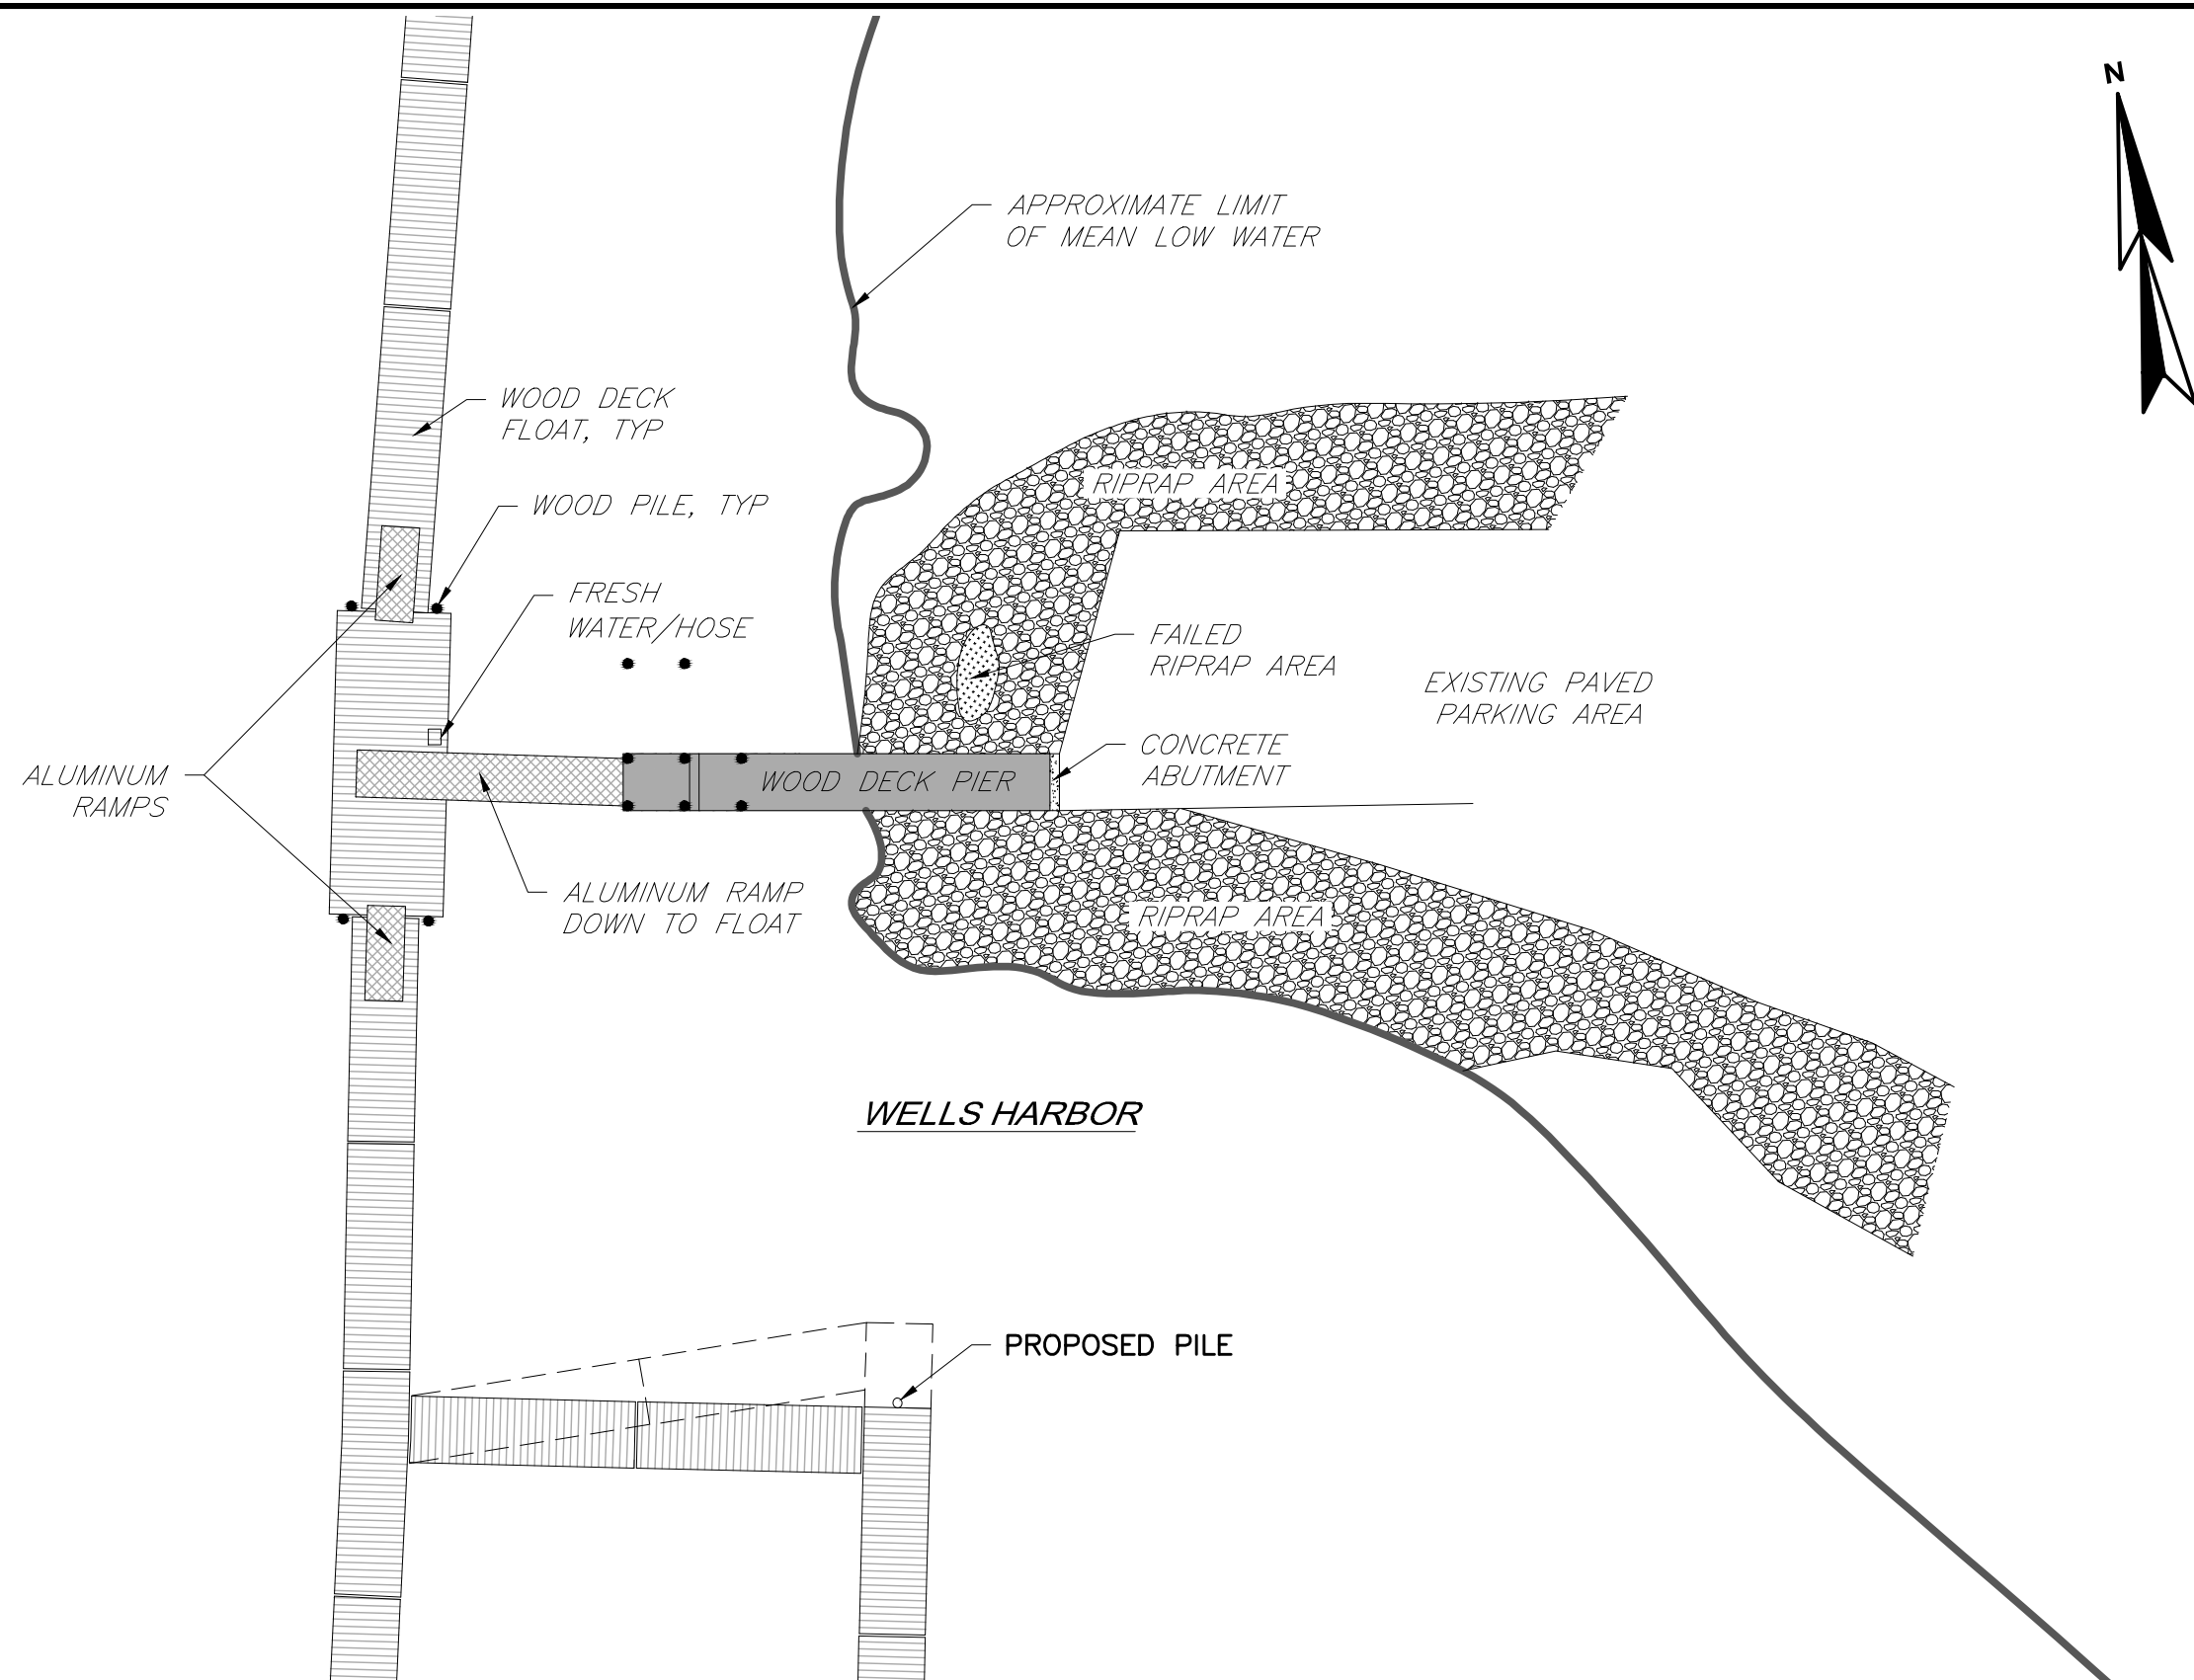 N
APPROXIMATE LIMIT
OF MEAN LOW WATER
WOOD DECK
FLOAT, TYP
RIPRAP AREA
WOOD PILE, TYP
FRESH
WATER/HOSE
FAILED
RIPRAP AREA
EXISTING PAVED
PARKING AREA
CONCRETE
ABUTMENT
WOOD DECK PIER
ALUMINUM
RAMPS
ALUMINUM RAMP
DOWN TO FLOAT
RIPRAP AREA
WELLS HARBOR
PROPOSED PILE